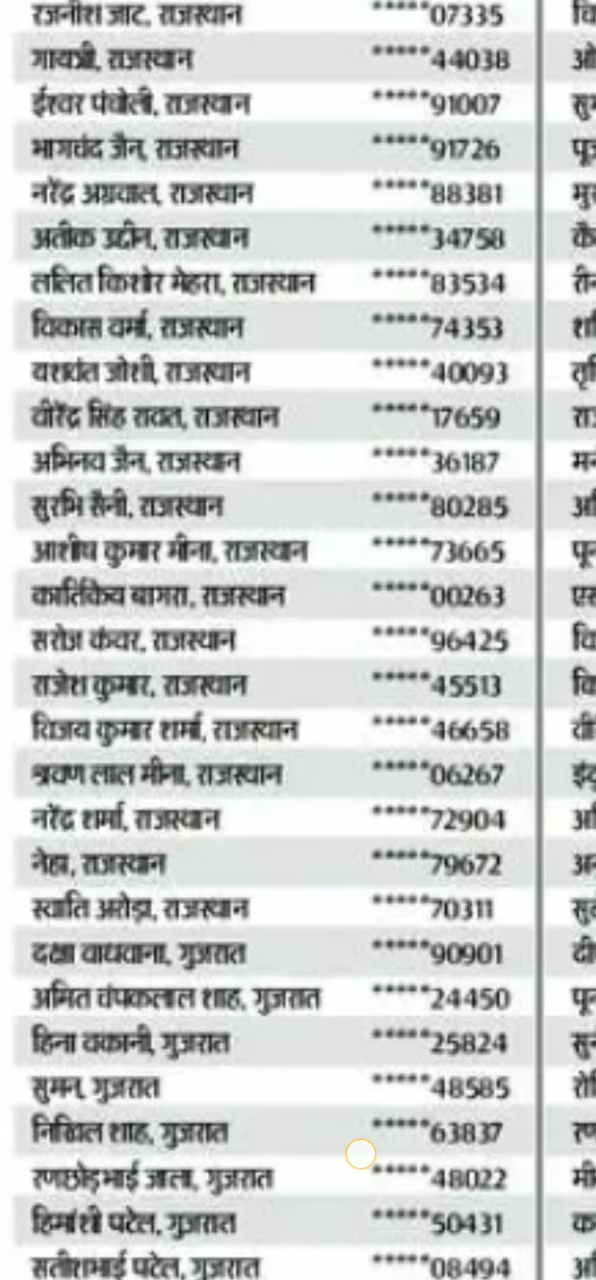 रजनीश जाट, राजस्थान *****07335
गायत्री, राजस्थान *****44038
ईश्वर पंचोली, राजस्थान *****91007
भागचंद जैन, राजस्थान *****91726
नरेंद्र अग्रवाल, राजस्थान *****88381
अतीक उद्दीन, राजस्थान *****34758
ललित किशोर मेहरा, राजस्थान *****83534
विकास वर्मा, राजस्थान *****74353
यशवंत जोशी, राजस्थान *****40093
वीरेंद्र सिंह रावत, राजस्थान *****17659
अभिनव जैन, राजस्थान *****36187
सुरभि सैनी, राजस्थान *****80285
आशीष कुमार मीना, राजस्थान *****73665
कार्तिकेय बागरा, राजस्थान *****00263
सरोज कंवर, राजस्थान *****96425
राजेश कुमार, राजस्थान *****45513
विजय कुमार शर्मा, राजस्थान *****46658
श्रवण लाल मीना, राजस्थान *****06267
नरेंद्र शर्मा, राजस्थान *****72904
नेहा, राजस्थान *****79672
स्वाति अरोड़ा, राजस्थान *****70311
दक्षा वाघवाना, गुजरात *****90901
अमित चंपकलाल शाह, गुजरात *****24450
हिना वकानी, गुजरात *****25824
सुमन, गुजरात *****48585
निखिल शाह, गुजरात *****63837
रणछोड़भाई जाला, गुजरात *****48022
हिमांशी पटेल, गुजरात *****50431
सतीशभाई पटेल, गुजरात *****08494